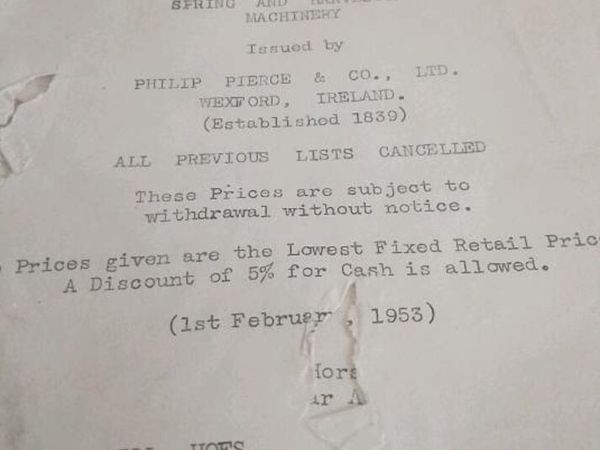 SPRING AND
MACHINERY
Issued by
PHILIP PIERCE & CO., LTD.
WEXFORD, IRELAND.
(Established 1839)
ALL PREVIOUS LISTS CANCELLED
These Prices are subject to
withdrawal without notice.
Prices given are the Lowest Fixed Retail Pric
A Discount of 5% for Cash is allowed.
(1st Februar , 1953)